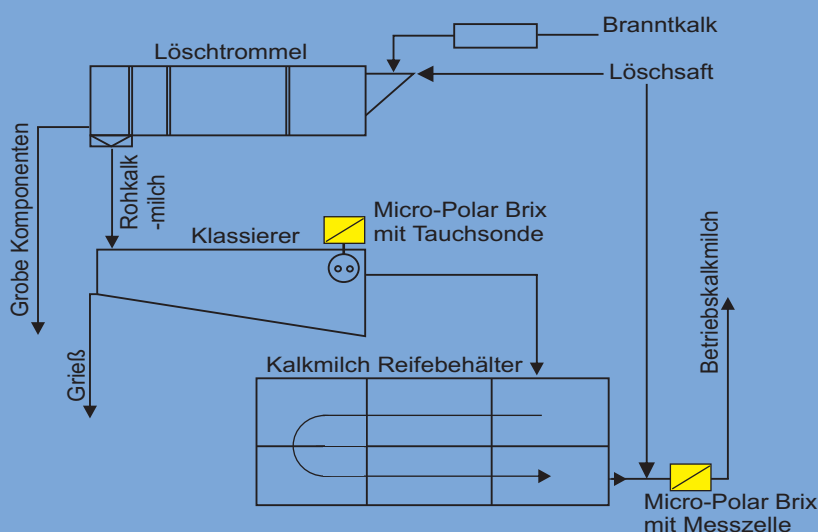 Branntkalk
Löschtrommel
Löschsaft
Grobe Komponenten
Rohkalk
-milch
Micro-Polar Brix
mit Tauchsonde
Klassierer
Betriebskalkmilch
Grieß
Kalkmilch Reifebehälter
Micro-Polar Brix
mit Messzelle